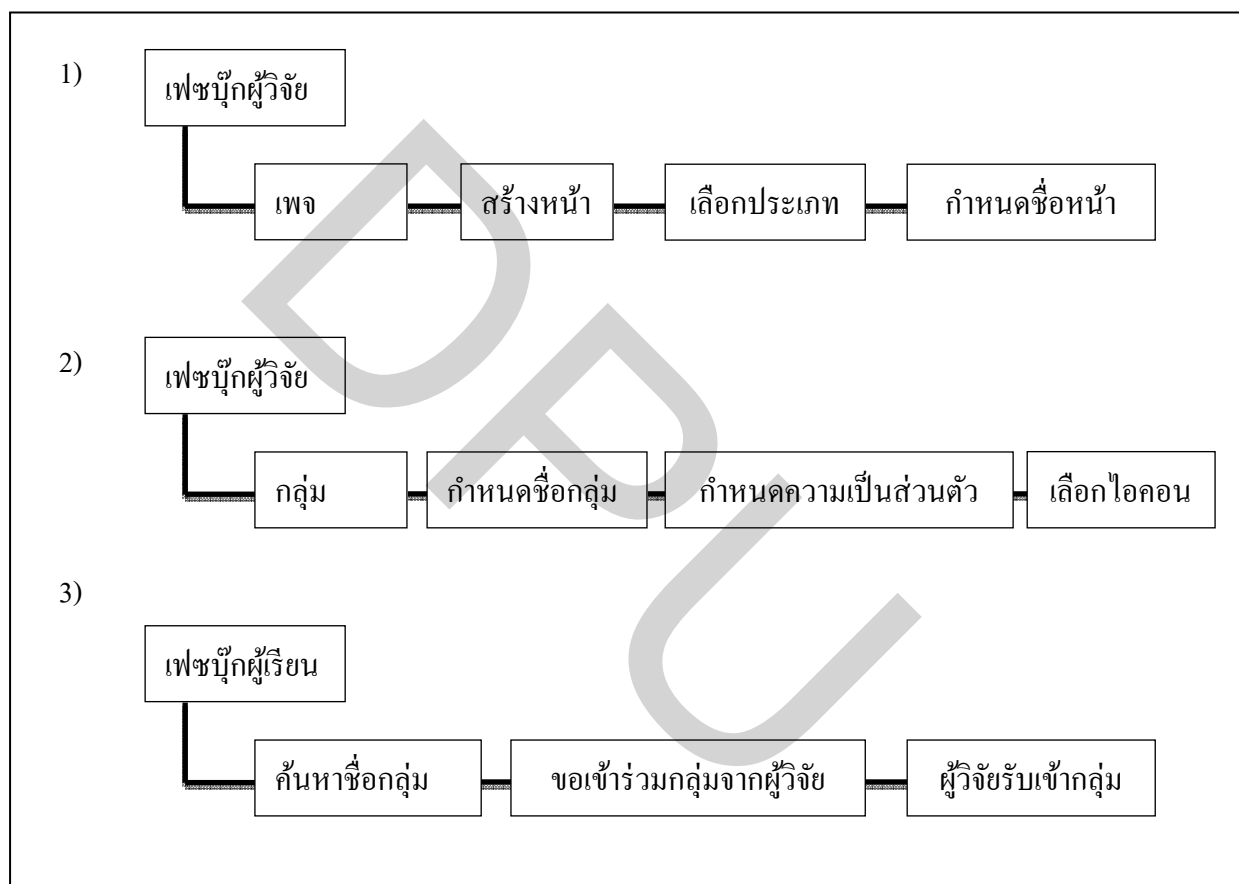 1)
เฟซบุ๊กผู้วิจัย
เพจ สร้างหน้า เลือกประเภท กำหนดชื่อหน้า
2)
เฟซบุ๊กผู้วิจัย
กลุ่ม กำหนดชื่อกลุ่ม กำหนดความเป็นส่วนตัว เลือกไอคอน
3)
เฟซบุ๊กผู้เรียน
ค้นหาชื่อกลุ่ม ขอเข้าร่วมกลุ่มจากผู้วิจัย ผู้วิจัยรับเข้ากลุ่ม
DPU